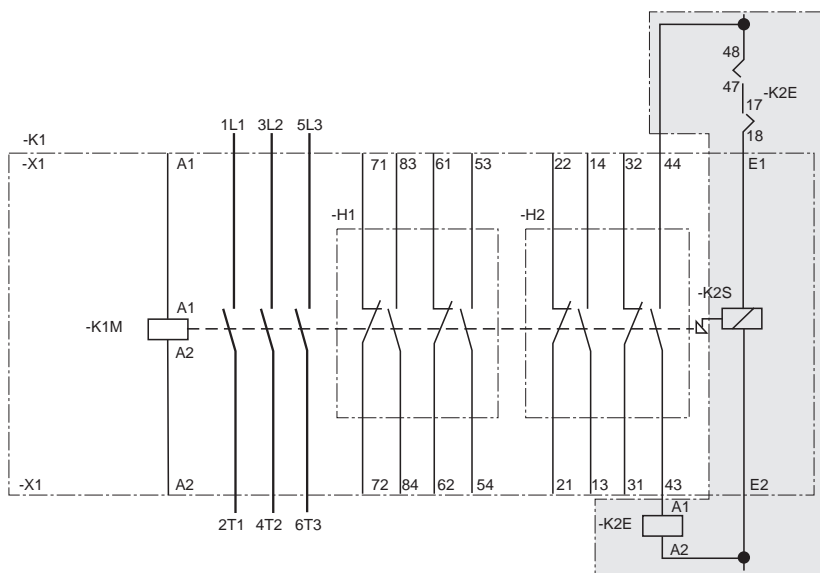 48
47 -K2E
17
1L1 3L2 5L3
18
-K1
-X1 A1 71 83 61 53 22 14 32 44 E1
-H1 -H2
-K2S
A1
-K1M
A2
-X1 A2 72 84 62 54 21 13 31 43 E2
A1
2T1 4T2 6T3 -K2E
A2